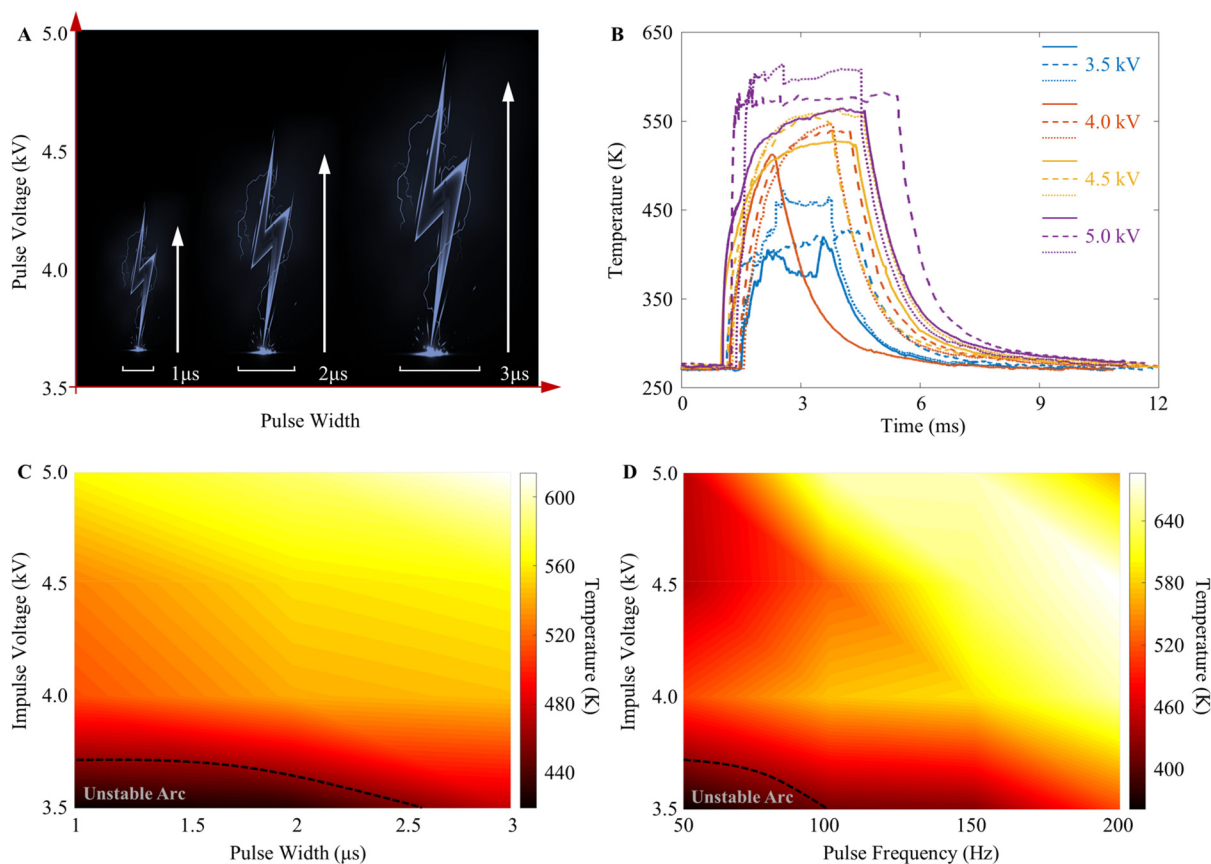 A
Pulse Voltage (kV)
5.0
4.5
4.0
3.5
1μs
2μs
3μs
Pulse Width
B
Temperature (K)
650
550
450
350
250
3.5 kV
4.0 kV
4.5 kV
5.0 kV
0
3
6
9
12
Time (ms)
C
Impulse Voltage (kV)
5.0
4.5
4.0
3.5
Unstable Arc
1
1.5
2
2.5
3
Pulse Width (μs)
600
560
520
480
440
Temperature (K)
D
Impulse Voltage (kV)
5.0
4.5
4.0
3.5
Unstable Arc
50
100
150
200
Pulse Frequency (Hz)
640
580
520
460
400
Temperature (K)